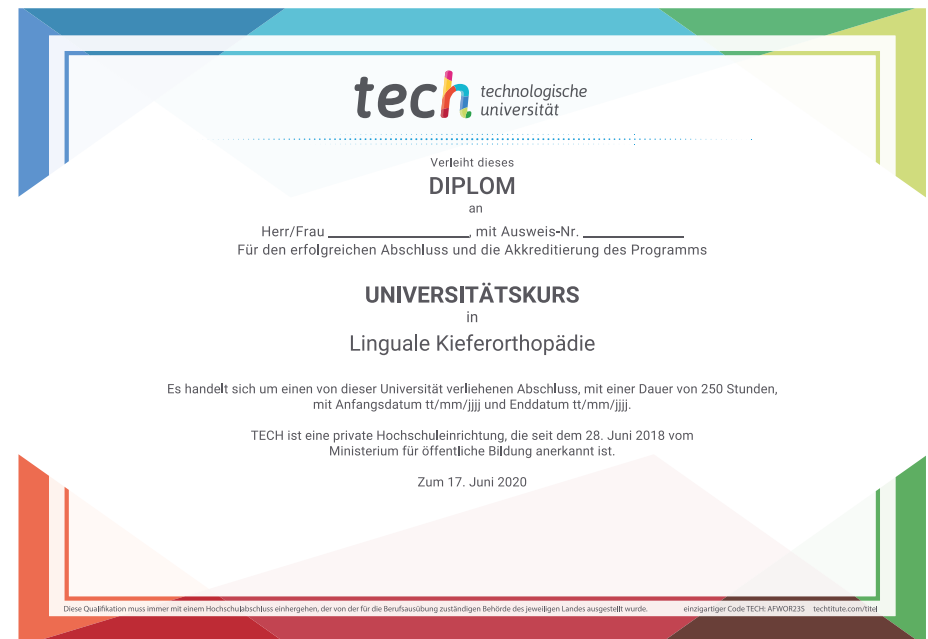 tech technologische
universität
Verleiht dieses
DIPLOM
an
Herr/Frau ____________________, mit Ausweis-Nr. ______________
Für den erfolgreichen Abschluss und die Akkreditierung des Programms
UNIVERSITÄTSKURS
in
Linguale Kieferorthopädie
Es handelt sich um einen von dieser Universität verliehenen Abschluss, mit einer Dauer von 250 Stunden,
mit Anfangsdatum tt/mm/jjjj und Enddatum tt/mm/jjjj.
TECH ist eine private Hochschuleinrichtung, die seit dem 28. Juni 2018 vom
Ministerium für öffentliche Bildung anerkannt ist.
Zum 17. Juni 2020
Diese Qualifikation muss immer mit einem Hochschulabschluss einhergehen, der von der für die Berufsausübung zuständigen Behörde des jeweiligen Landes ausgestellt wurde. einzigartiger Code TECH: AFWOR23S techtitute.com/titel